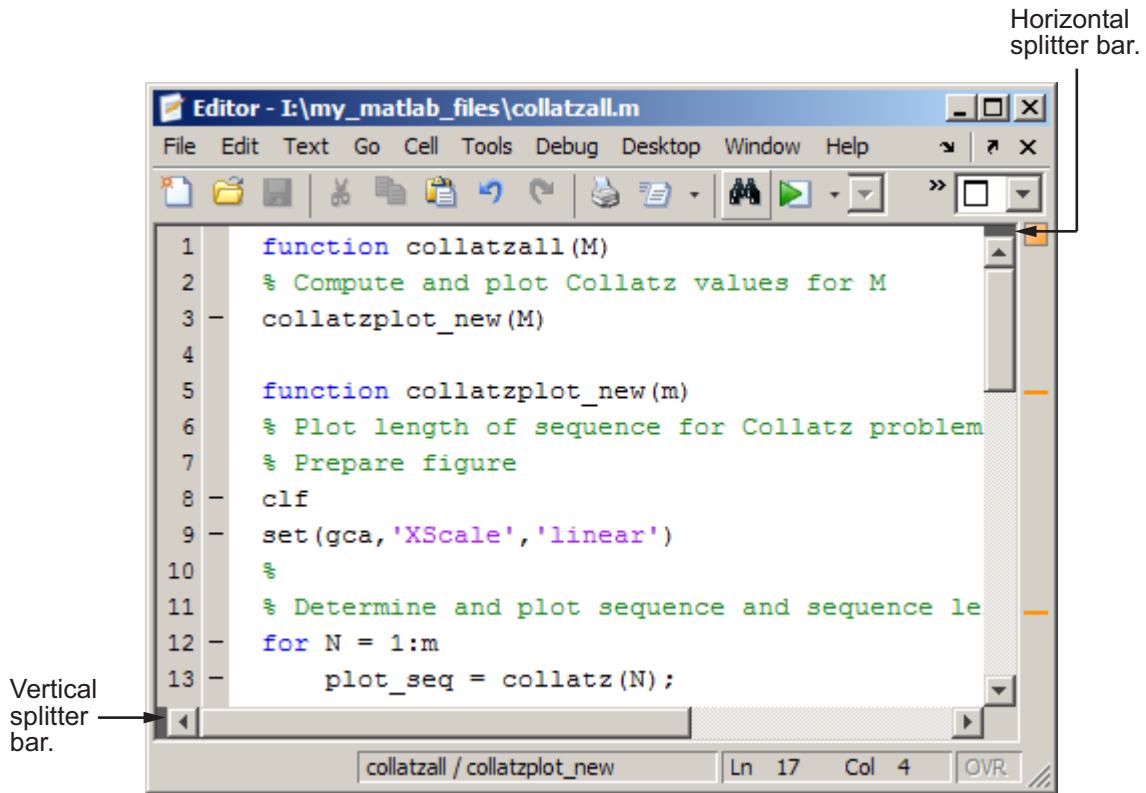 Horizontal
splitter bar.
Editor - I:\my_matlab_files\collatzall.m
File Edit Text Go Cell Tools Debug Desktop Window Help
1 function collatzall(M)
2 % Compute and plot Collatz values for M
3 - collatzplot_new(M)
4
5 function collatzplot_new(m)
6 % Plot length of sequence for Collatz problem
7 % Prepare figure
8 - clf
9 - set(gca,'XScale','linear')
10 %
11 % Determine and plot sequence and sequence le
12 - for N = 1:m
13 - plot_seq = collatz(N);
Vertical
splitter
bar.
collatzall / collatzplot_new Ln 17 Col 4 OVR